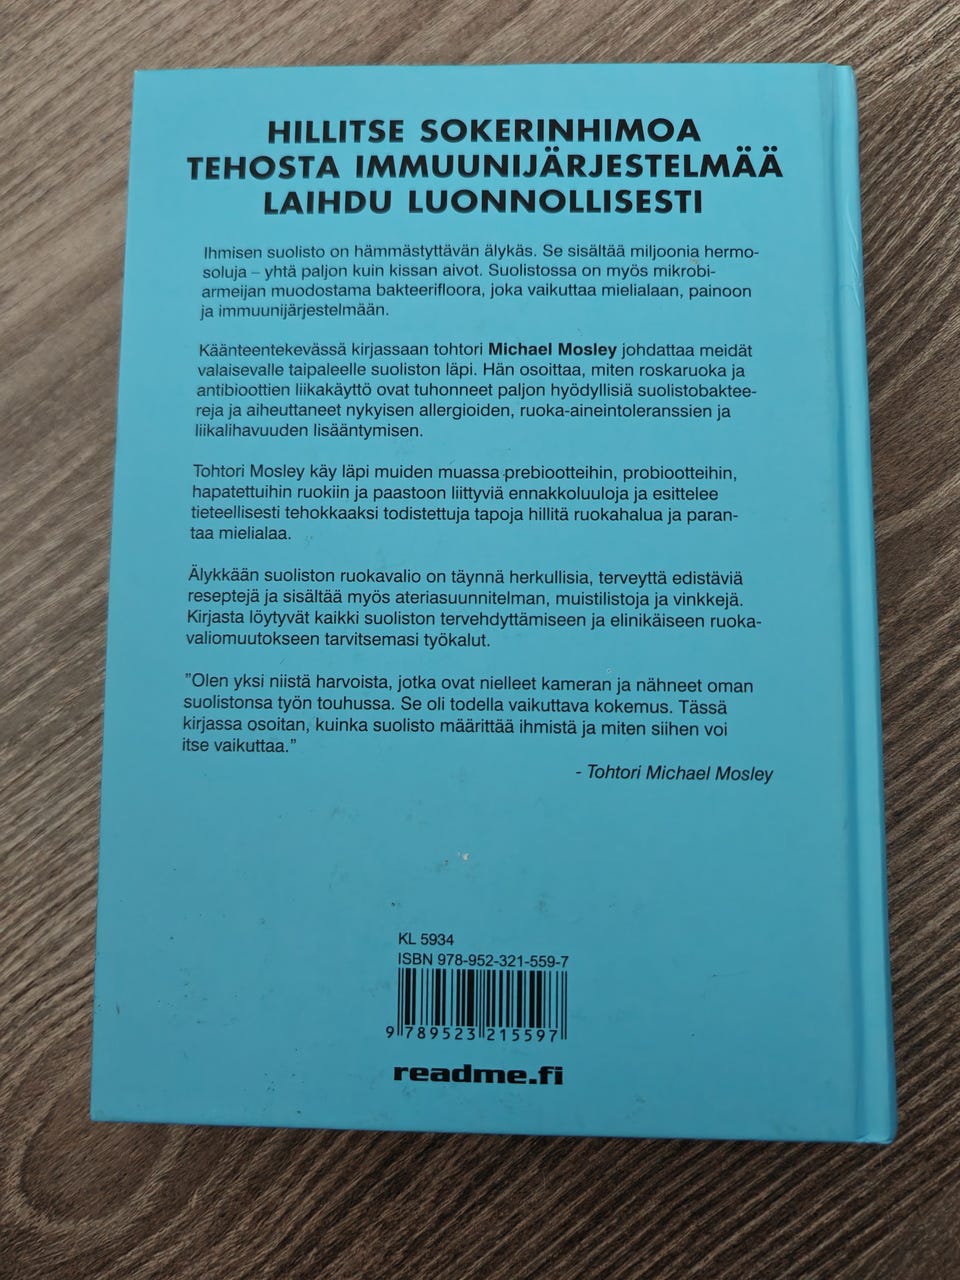 HILLITSE SOKERINHIMOA
TEHOSTA IMMUUNIJÄRJESTELMÄÄ
LAIHDU LUONNOLLISESTI
Ihmisen suolisto on hämmästyttävän älykäs. Se sisältää miljoonia hermo-
soluja – yhtä paljon kuin kissan aivot. Suolistossa on myös mikrobi-
armeijan muodostama bakteerifloora, joka vaikuttaa mielialaan, painoon
ja immuunijärjestelmään.
Käänteentekevässä kirjassaan tohtori Michael Mosley johdattaa meidät
valaisevalle taipaleelle suoliston läpi. Hän osoittaa, miten roskaruoka ja
antibioottien liikakäyttö ovat tuhonneet paljon hyödyllisiä suolistobaktee-
reja ja aiheuttaneet nykyisen allergioiden, ruoka-aineintoleranssien ja
liikalihavuuden lisääntymisen.
Tohtori Mosley käy läpi muiden muassa prebiootteihin, probiootteihin,
hapatettuihin ruokiin ja paastoon liittyviä ennakkoluuloja ja esittelee
tieteellisesti tehokkaaksi todistettuja tapoja hillitä ruokahalua ja paran-
taa mielialaa.
Älykkään suoliston ruokavalio on täynnä herkullisia, terveyttä edistäviä
reseptejä ja sisältää myös ateriasuunnitelman, muistilistoja ja vinkkejä.
Kirjasta löytyvät kaikki suoliston tervehdyttämiseen ja elinikäiseen ruoka-
valiomuutokseen tarvitsemasi työkalut.
”Olen yksi niistä harvoista, jotka ovat nielleet kameran ja nähneet oman
suolistonsa työn touhussa. Se oli todella vaikuttava kokemus. Tässä
kirjassa osoitan, kuinka suolisto määrittää ihmistä ja miten siihen voi
itse vaikuttaa.”
- Tohtori Michael Mosley
KL 5934
ISBN 978-952-321-559-7
9 789523 215597
readme.fi